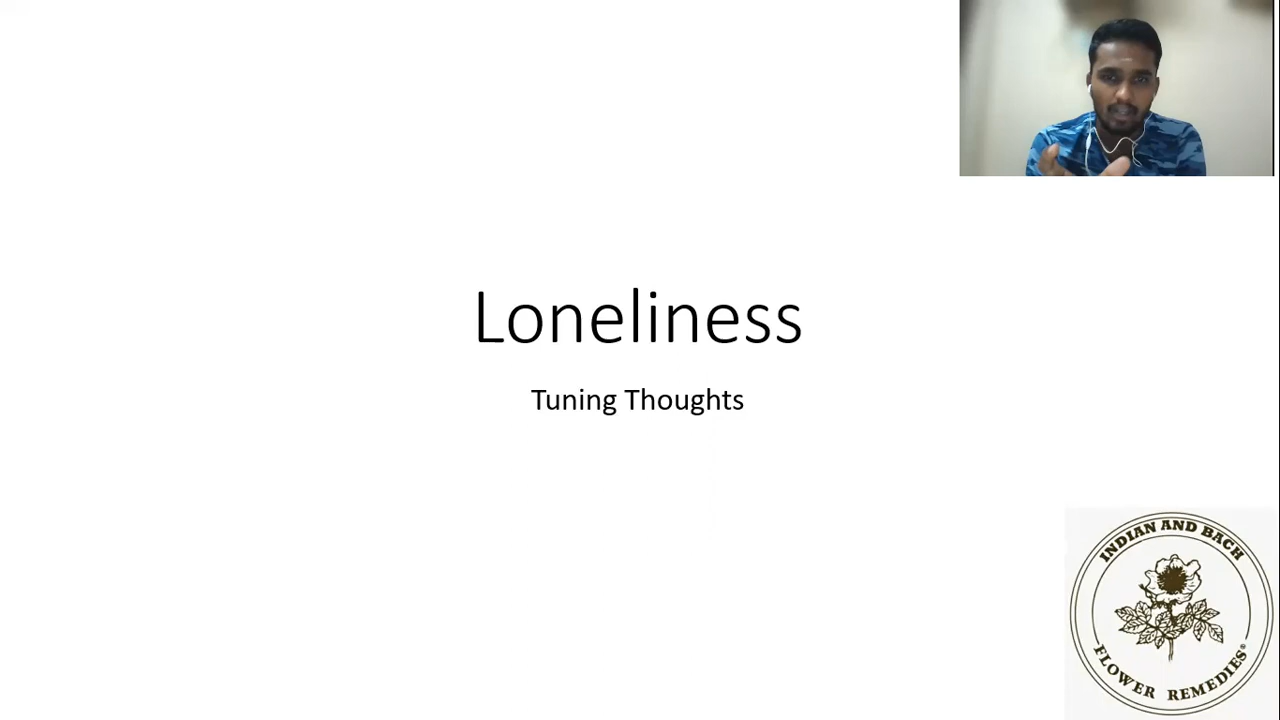 Loneliness
Tuning Thoughts
INDIAN AND BACH
FLOWER REMEDIES®